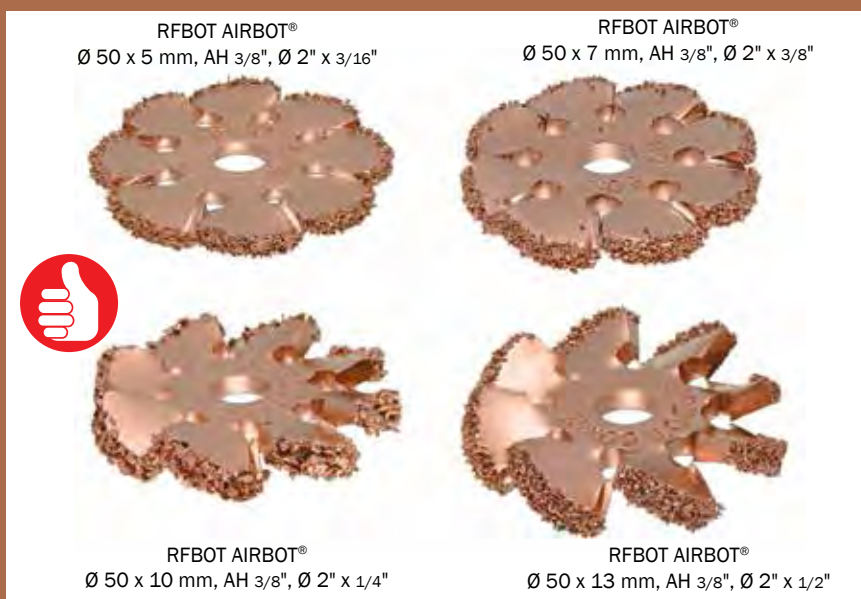 RFBOT AIRBOT®
Ø 50 x 5 mm, AH 3/8", Ø 2" x 3/16"
RFBOT AIRBOT®
Ø 50 x 7 mm, AH 3/8", Ø 2" x 3/8"
RFBOT AIRBOT®
Ø 50 x 10 mm, AH 3/8", Ø 2" x 1/4"
RFBOT AIRBOT®
Ø 50 x 13 mm, AH 3/8", Ø 2" x 1/2"